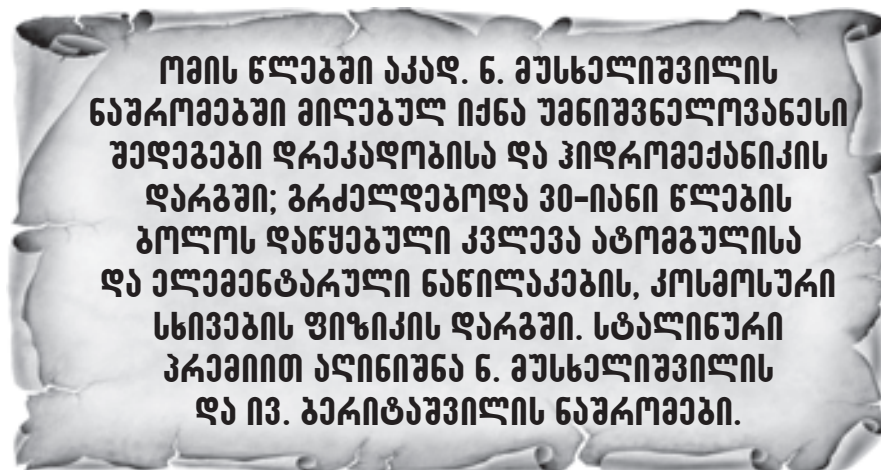 ომის წლებში აკად. ნ. მუსხელიშვილის
ნაშრომებში მიღებულ იქნა უმნიშვნელოვანესი
შედეგები დრეკადობისა და ჰიდრომექანიკის
დარგში; გრძელდებოდა 30-იანი წლების
ბოლოს დაწყებული კვლევა ატომგულისა
და ელემენტარული ნაწილაკების, კოსმოსური
სხივების ფიზიკის დარგში. სტალინური
პრემიით აღინიშნა ნ. მუსხელიშვილის
და ივ. ბერიტაშვილის ნაშრომები.